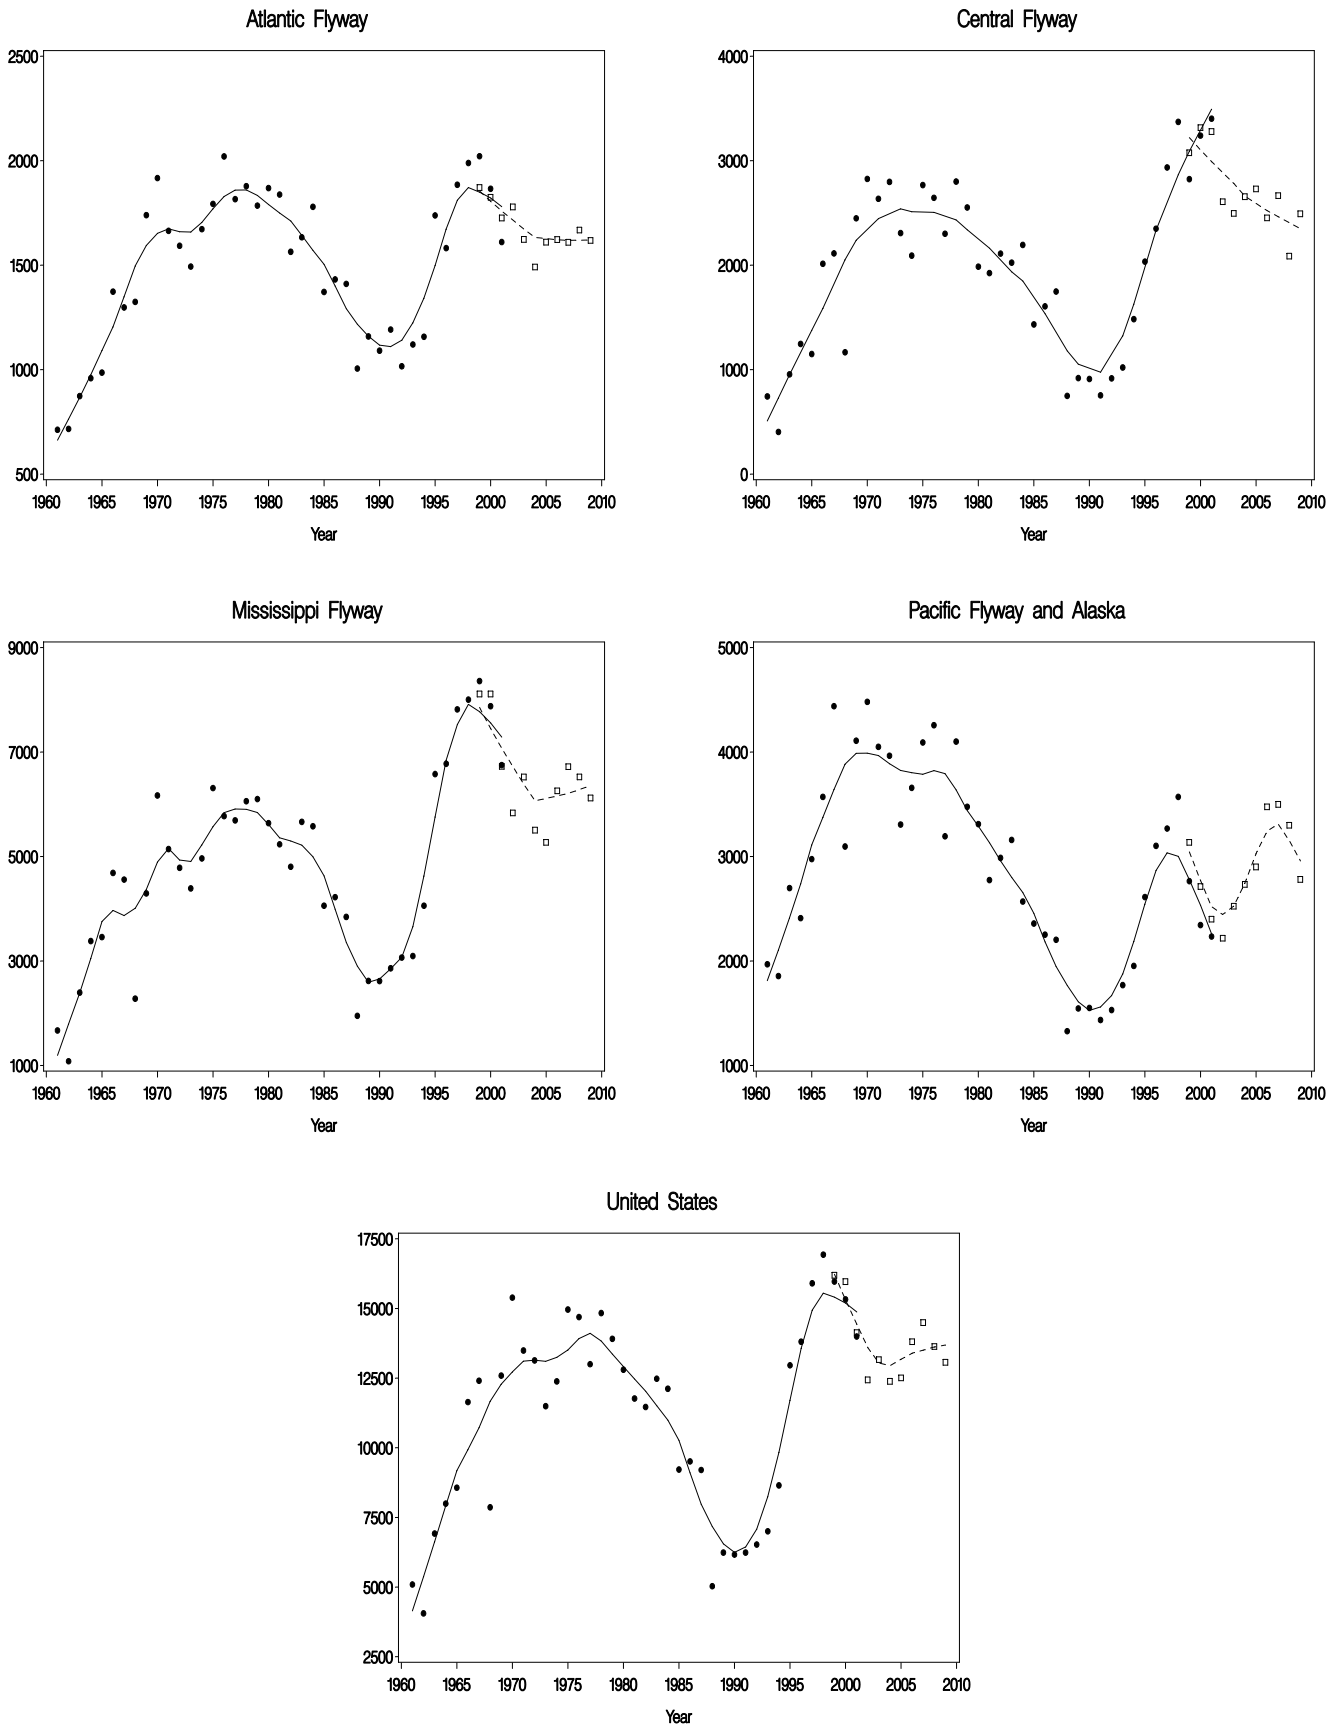 Atlantic Flyway
2500
2000
1500
1000
500
1960 1965 1970 1975 1980 1985 1990 1995 2000 2005 2010
Year
Central Flyway
4000
3000
2000
1000
0
1960 1965 1970 1975 1980 1985 1990 1995 2000 2005 2010
Year
Mississippi Flyway
9000
7000
5000
3000
1000
1960 1965 1970 1975 1980 1985 1990 1995 2000 2005 2010
Year
Pacific Flyway and Alaska
5000
4000
3000
2000
1000
1960 1965 1970 1975 1980 1985 1990 1995 2000 2005 2010
Year
United States
17500
15000
12500
10000
7500
5000
2500
1960 1965 1970 1975 1980 1985 1990 1995 2000 2005 2010
Year